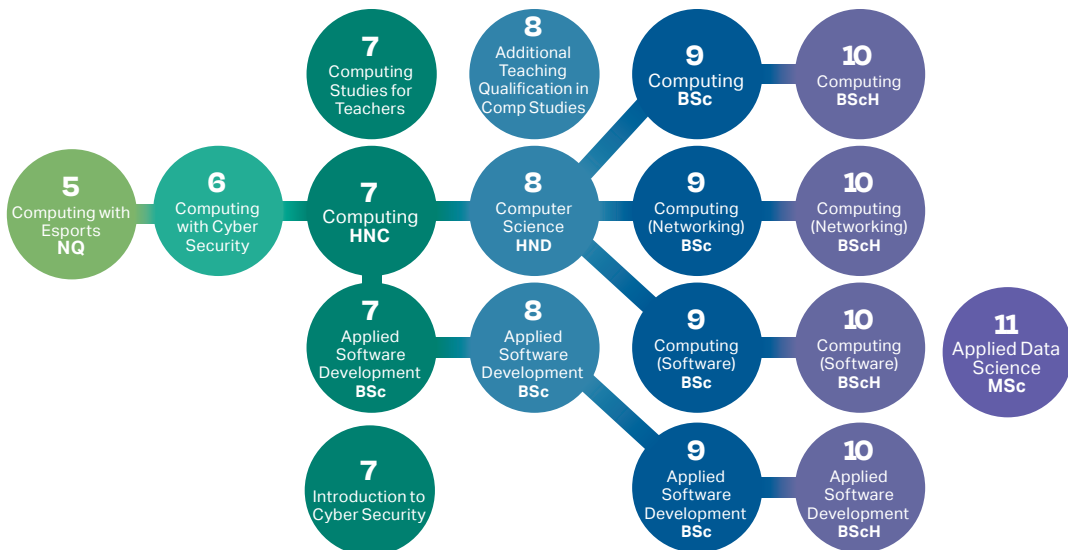 7
Computing
Studies for
Teachers
8
Additional
Teaching
Qualification in
Comp Studies
9
Computing
BSc
10
Computing
BScH
5
Computing with
Esports
NQ
6
Computing
with Cyber
Security
7
Computing
HNC
8
Computer
Science
HND
9
Computing
(Networking)
BSc
10
Computing
(Networking)
BScH
7
Applied
Software
Development
BSc
8
Applied
Software
Development
BSc
9
Computing
(Software)
BSc
10
Computing
(Software)
BScH
11
Applied Data
Science
MSc
7
Introduction to
Cyber Security
9
Applied
Software
Development
BSc
10
Applied
Software
Development
BScH